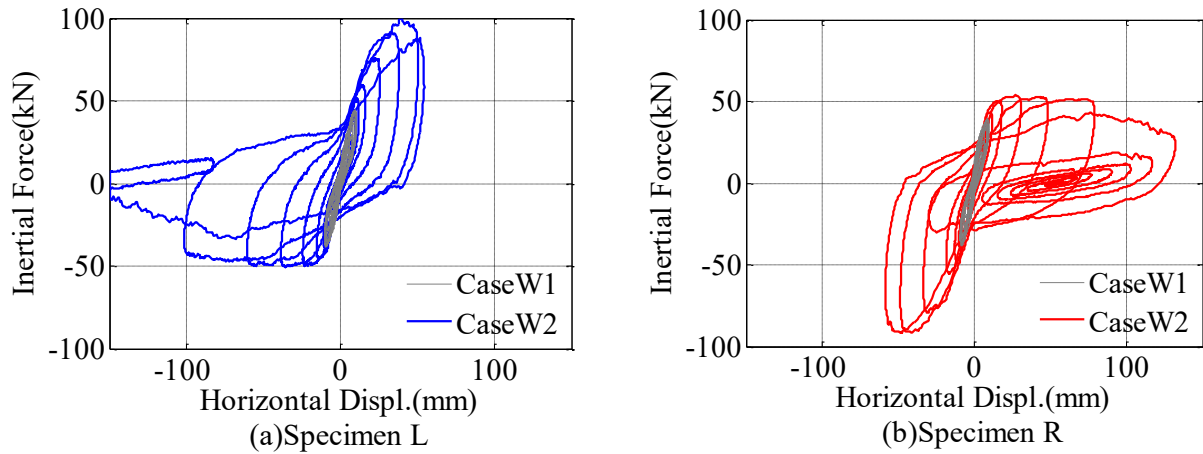 100
50
0
-50
-100
-100
0
100
Inertial Force(kN)
Horizontal Displ.(mm)
CaseW1
CaseW2
(a)Specimen L
100
50
0
-50
-100
-100
0
100
Inertial Force(kN)
Horizontal Displ.(mm)
CaseW1
CaseW2
(b)Specimen R